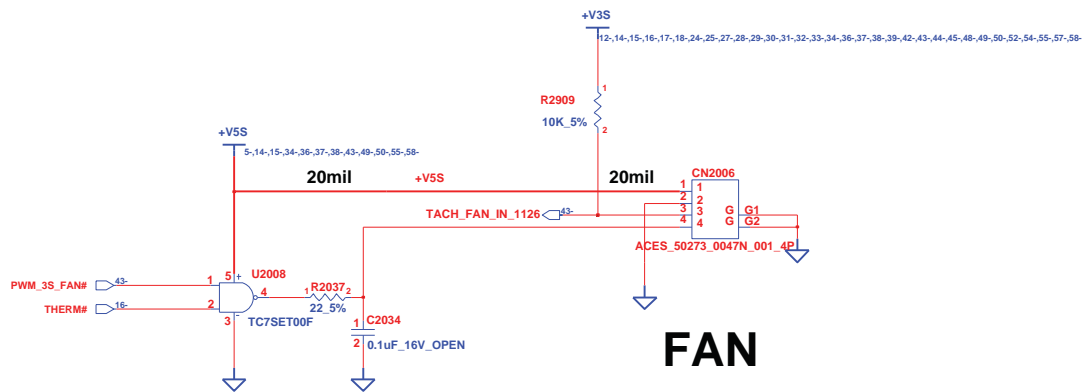 +V3S
12-,14-,15-,16-,17-,18-,24-,25-,27-,28-,29-,30-,31-,32-,33-,34-,36-,37-,38-,39-,42-,43-,44-,45-,48-,49-,50-,52-,54-,55-,57-,58-
1
R2909
10K_5%
2
+V5S
5-,14-,15-,34-,36-,37-,38-,43-,49-,50-,55-,58-
20mil +V5S 20mil
CN2006
1 1
2 2
TACH_FAN_IN_1126 43- 3 3 G G1
4 4 G G2
ACES_50273_0047N_001_4P
U2008
5 +
PWM_3S_FAN# 43- 1
4 1 R2037 2
THERM# 16- 2
22_5%
3 -
TC7SET00F
1 C2034
2 0.1uF_16V_OPEN
FAN